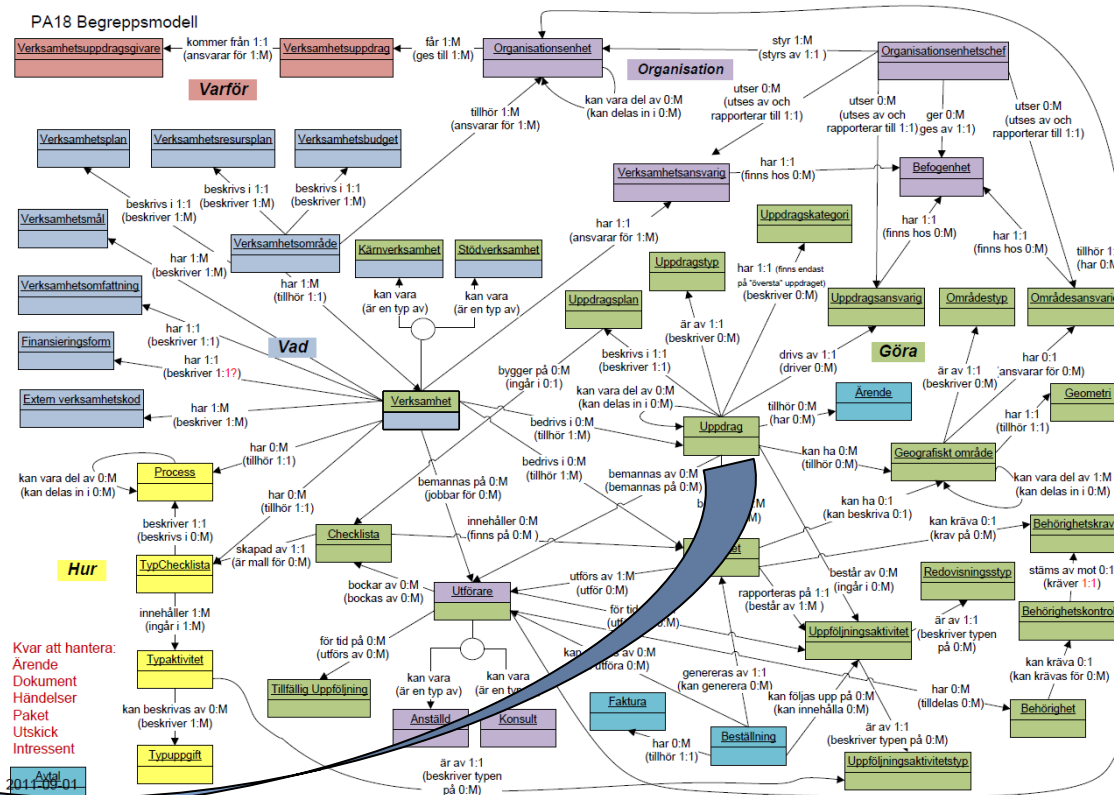 PA18 Begreppsmodell
Verksamhetsuppdragsgivare
kommer från 1:1
(ansvarar för 1:M)
Verksamhetsuppdrag
får 1:M
(ges till 1:M)
Organisationsenhet
styr 1:M
(styrs av 1:1 )
Organisationsenhetschef
Varför
Organisation
kan vara del av 0:M
(kan delas in i 0:M)
tillhör 1:M
(ansvarar för 1:M)
utser 0:M
(utses av och
rapporterar till 1:1)
utser 0:M
(utses av och
rapporterar till 1:1)
ger 0:M
ges av 1:1)
utser 0:M
(utses av och
rapporterar till 1:1)
Verksamhetsplan
Verksamhetsresursplan
Verksamhetsbudget
Verksamhetsansvarig
har 1:1
(finns hos 0:M)
Befogenhet
beskrivs i 1:1
(beskriver 1:M)
beskrivs i 1:1
(beskriver 1:M)
beskrivs i 1:1
(beskriver 1:M)
Verksamhetsmål
Verksamhetsområde
Kärnverksamhet
Stödverksamhet
har 1:1
(ansvarar för 1:M)
Uppdragskategori
har 1:1
(finns hos 0:M)
har 1:1
(finns hos 0:M)
tillhör 1:
(har 0:M)
har 1:M
(beskriver 1:M)
har 1:M
(tillhör 1:1)
Verksamhetsomfattning
kan vara
(är en typ av)
kan vara
(är en typ av)
Uppdragstyp
Uppdragsplan
har 1:1 (finns endast
på "översta" uppdraget)
(beskriver 0:M)
Uppdragsansvarig
Områdestyp
Områdesansvarig
har 1:1
(beskriver 1:1)
Finansieringsform
Vad
är av 1:1
(beskriver 0:M)
Göra
har 1:1
(beskriver 1:1?)
bygger på 0:M
(ingår i 0:1)
beskrivs i 1:1
(beskriver 1:M)
drivs av 1:1
(driver 0:M)
är av 1:1
(beskriver 0:M)
har 0:1
(ansvarar för 0:M)
Extern verksamhetskod
Verksamhet
kan vara del av 0:M
(kan delas in i 0:M)
Ärende
Geometri
har 1:M
(beskriver 1:M)
bedrivs i 0:M
(tillhör 1:M)
Uppdrag
tillhör 0:M
(har 0:M)
har 1:1
(tillhör 1:1)
har 0:M
(tillhör 1:1)
bedrivs i 0:M
(tillhör 1:M)
kan ha 0:M
(tillhör 0:M)
Geografiskt område
Process
kan vara del av 0:M
(kan delas in i 0:M)
bemannas på 0:M
(jobbar för 0:M)
bemannas av 0:M
(bemannas på 0:M)
kan vara del av 1:M
(kan delas in i 0:M)
har 0:M
(tillhör 1:1)
kan ha 0:1
(kan beskriva 0:1)
beskriver 1:1
(beskrivs i 0:M)
Checklista
innehåller 0:M
(finns på 0:M )
kan kräva 0:1
(krav på 0:M)
Behörighetskrav
Hur
TypChecklista
skapad av 1:1
(är mall för 0:M)
bockar av 0:M
(bockas av 0:M)
Utförare
utförs av 1:M
(utför 0:M)
rapporteras på 1:1
(består av 1:M )
består av 0:M
(ingår i 0:M)
Redovisningsstyp
stäms av mot 0:1
(kräver 1:1)
innehåller 1:M
(ingår i 1:M)
för tid på 0:M
(utförs av 0:M)
Uppföljningsaktivitet
är av 1:1
(beskriver typen
på 0:M)
Behörighetskontrol
Kvar att hantera:
Ärende
Dokument
Händelser
Paket
Utskick
Intressent
Typaktivitet
kan vara
(är en typ av)
Tillfällig Uppföljning
genereras av 1:1
(kan generera 0:M)
kan följas upp på 0:M
(kan innehålla 0:M)
har 0:M
(tilldelas 0:M)
kan kräva 0:1
(kan krävas för 0:M)
Behörighet
kan beskrivas av 0:M
(beskriver 1:M)
Anställd
Konsult
Faktura
Beställning
har 0:M
(tillhör 1:1)
Typuppgift
är av 1:1
(beskriver typen
på 0:M)
är av 1:1
(beskriver typen på 0:M)
Uppföljningsaktivitetstyp
Avtal
2011-09-01